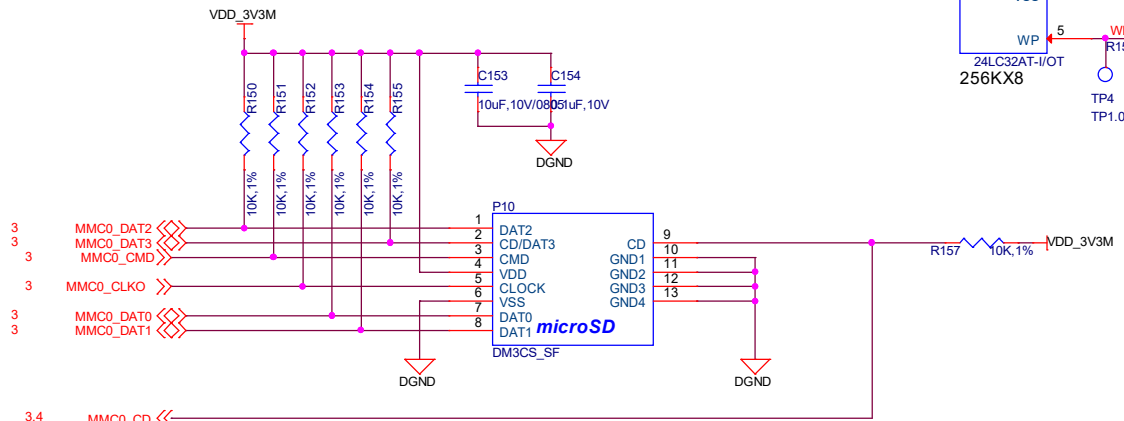 VDD_3V3M
R150
R151
R152
R153
R154
R155
10K,1%
10K,1%
10K,1%
10K,1%
10K,1%
10K,1%
C153
10uF,10V/0805
C154
DGND
WP
5
24LC32AT-I/OT
256KX8
TP4
3 MMC0_DAT2
3 MMC0_DAT3
3 MMC0_CMD
3 MMC0_CLKO
3 MMC0_DAT0
3 MMC0_DAT1
P10
1 DAT2
2 CD/DAT3
3 CMD
4 VDD
5 CLOCK
6 VSS
7 DAT0
8 DAT1
microSD
DM3CS_SF
CD 9
GND1 10
GND2 11
GND3 12
GND4 13
R157 10K,1% VDD_3V3M
DGND
DGND
3,4 MMC0_CD